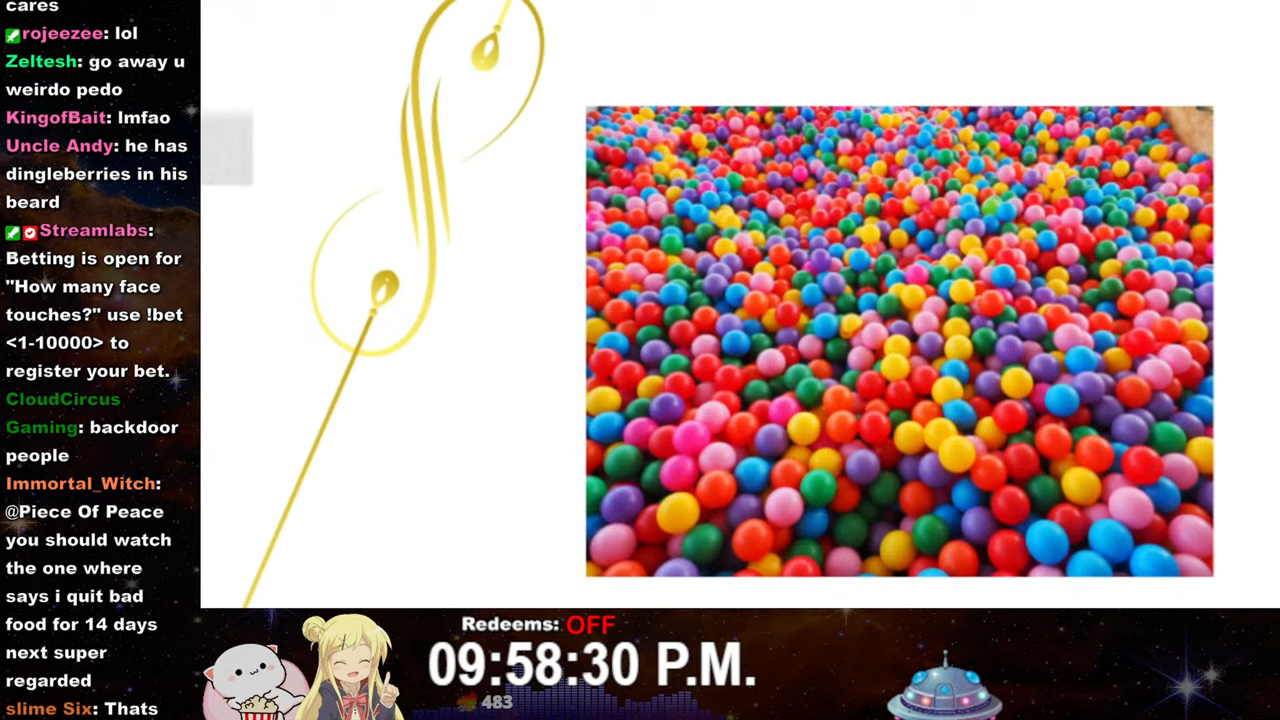 cares
rojeezee: lol
Zeltesh: go away u
weirdo pedo
KingofBait: lmfao
Uncle Andy: he has
dingleberries in his
beard
Streamlabs:
Betting is open for
"How many face
touches?" use !bet
<1-10000> to
register your bet.
CloudCircus
Gaming: backdoor
people
Immortal_Witch:
@Piece Of Peace
you should watch
the one where
says i quit bad
food for 14 days
next super
regarded
slime Six: Thats
Redeems: OFF
09:58:30 P.M.
483